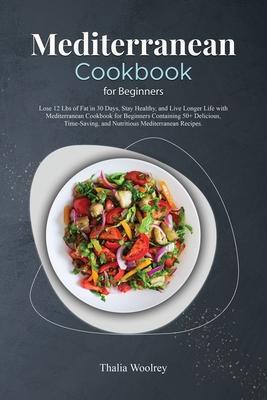 Mediterranean
Cookbook
for Beginners
Lose 12 Lbs of Fat in 30 Days, Stay Healthy, and Live Longer Life with
Mediterranean Cookbook for Beginners Containing 50+ Delicious,
Time-Saving, and Nutritious Mediterranean Recipes.
Thalia Woolrey